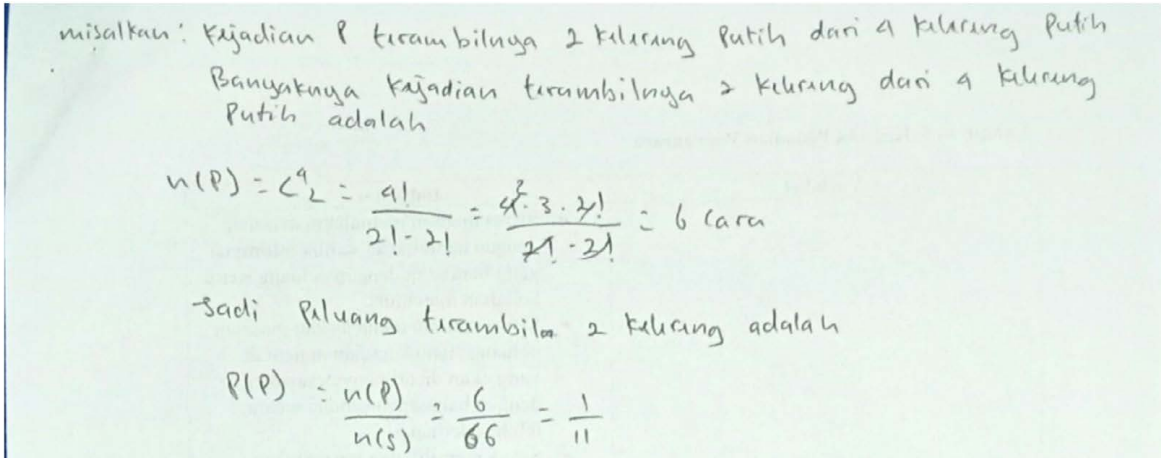 misalkan : Kejadian P terambilnya 2 kelereng Putih dari 4 kelereng Putih
Banyaknya kejadian terambilnya 2 kelereng dari 4 kelereng
Putih adalah
n(P) = C⁴₂ = 4! / 2! - 2! = 4² · 3 · 2! / 2! - 2! = 6 cara
Jadi Peluang terambila 2 kelereng adalah
P(P) = n(P) / n(S) = 6 / 66 = 1 / 11